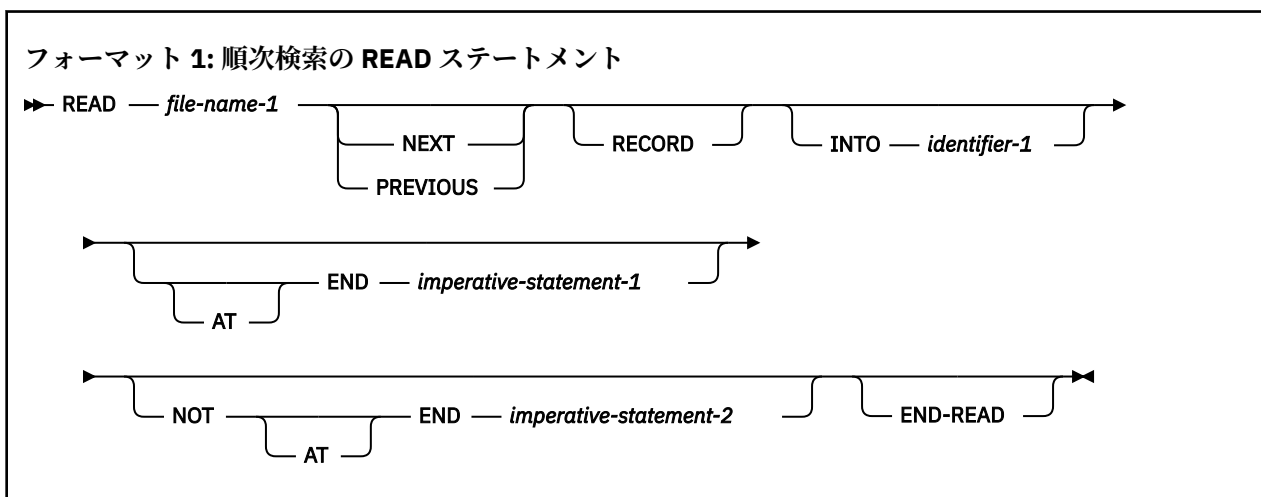 フォーマット 1: 順次検索の READ ステートメント
READ file-name-1
NEXT RECORD INTO identifier-1
PREVIOUS
END imperative-statement-1
AT
NOT END imperative-statement-2 END-READ
AT